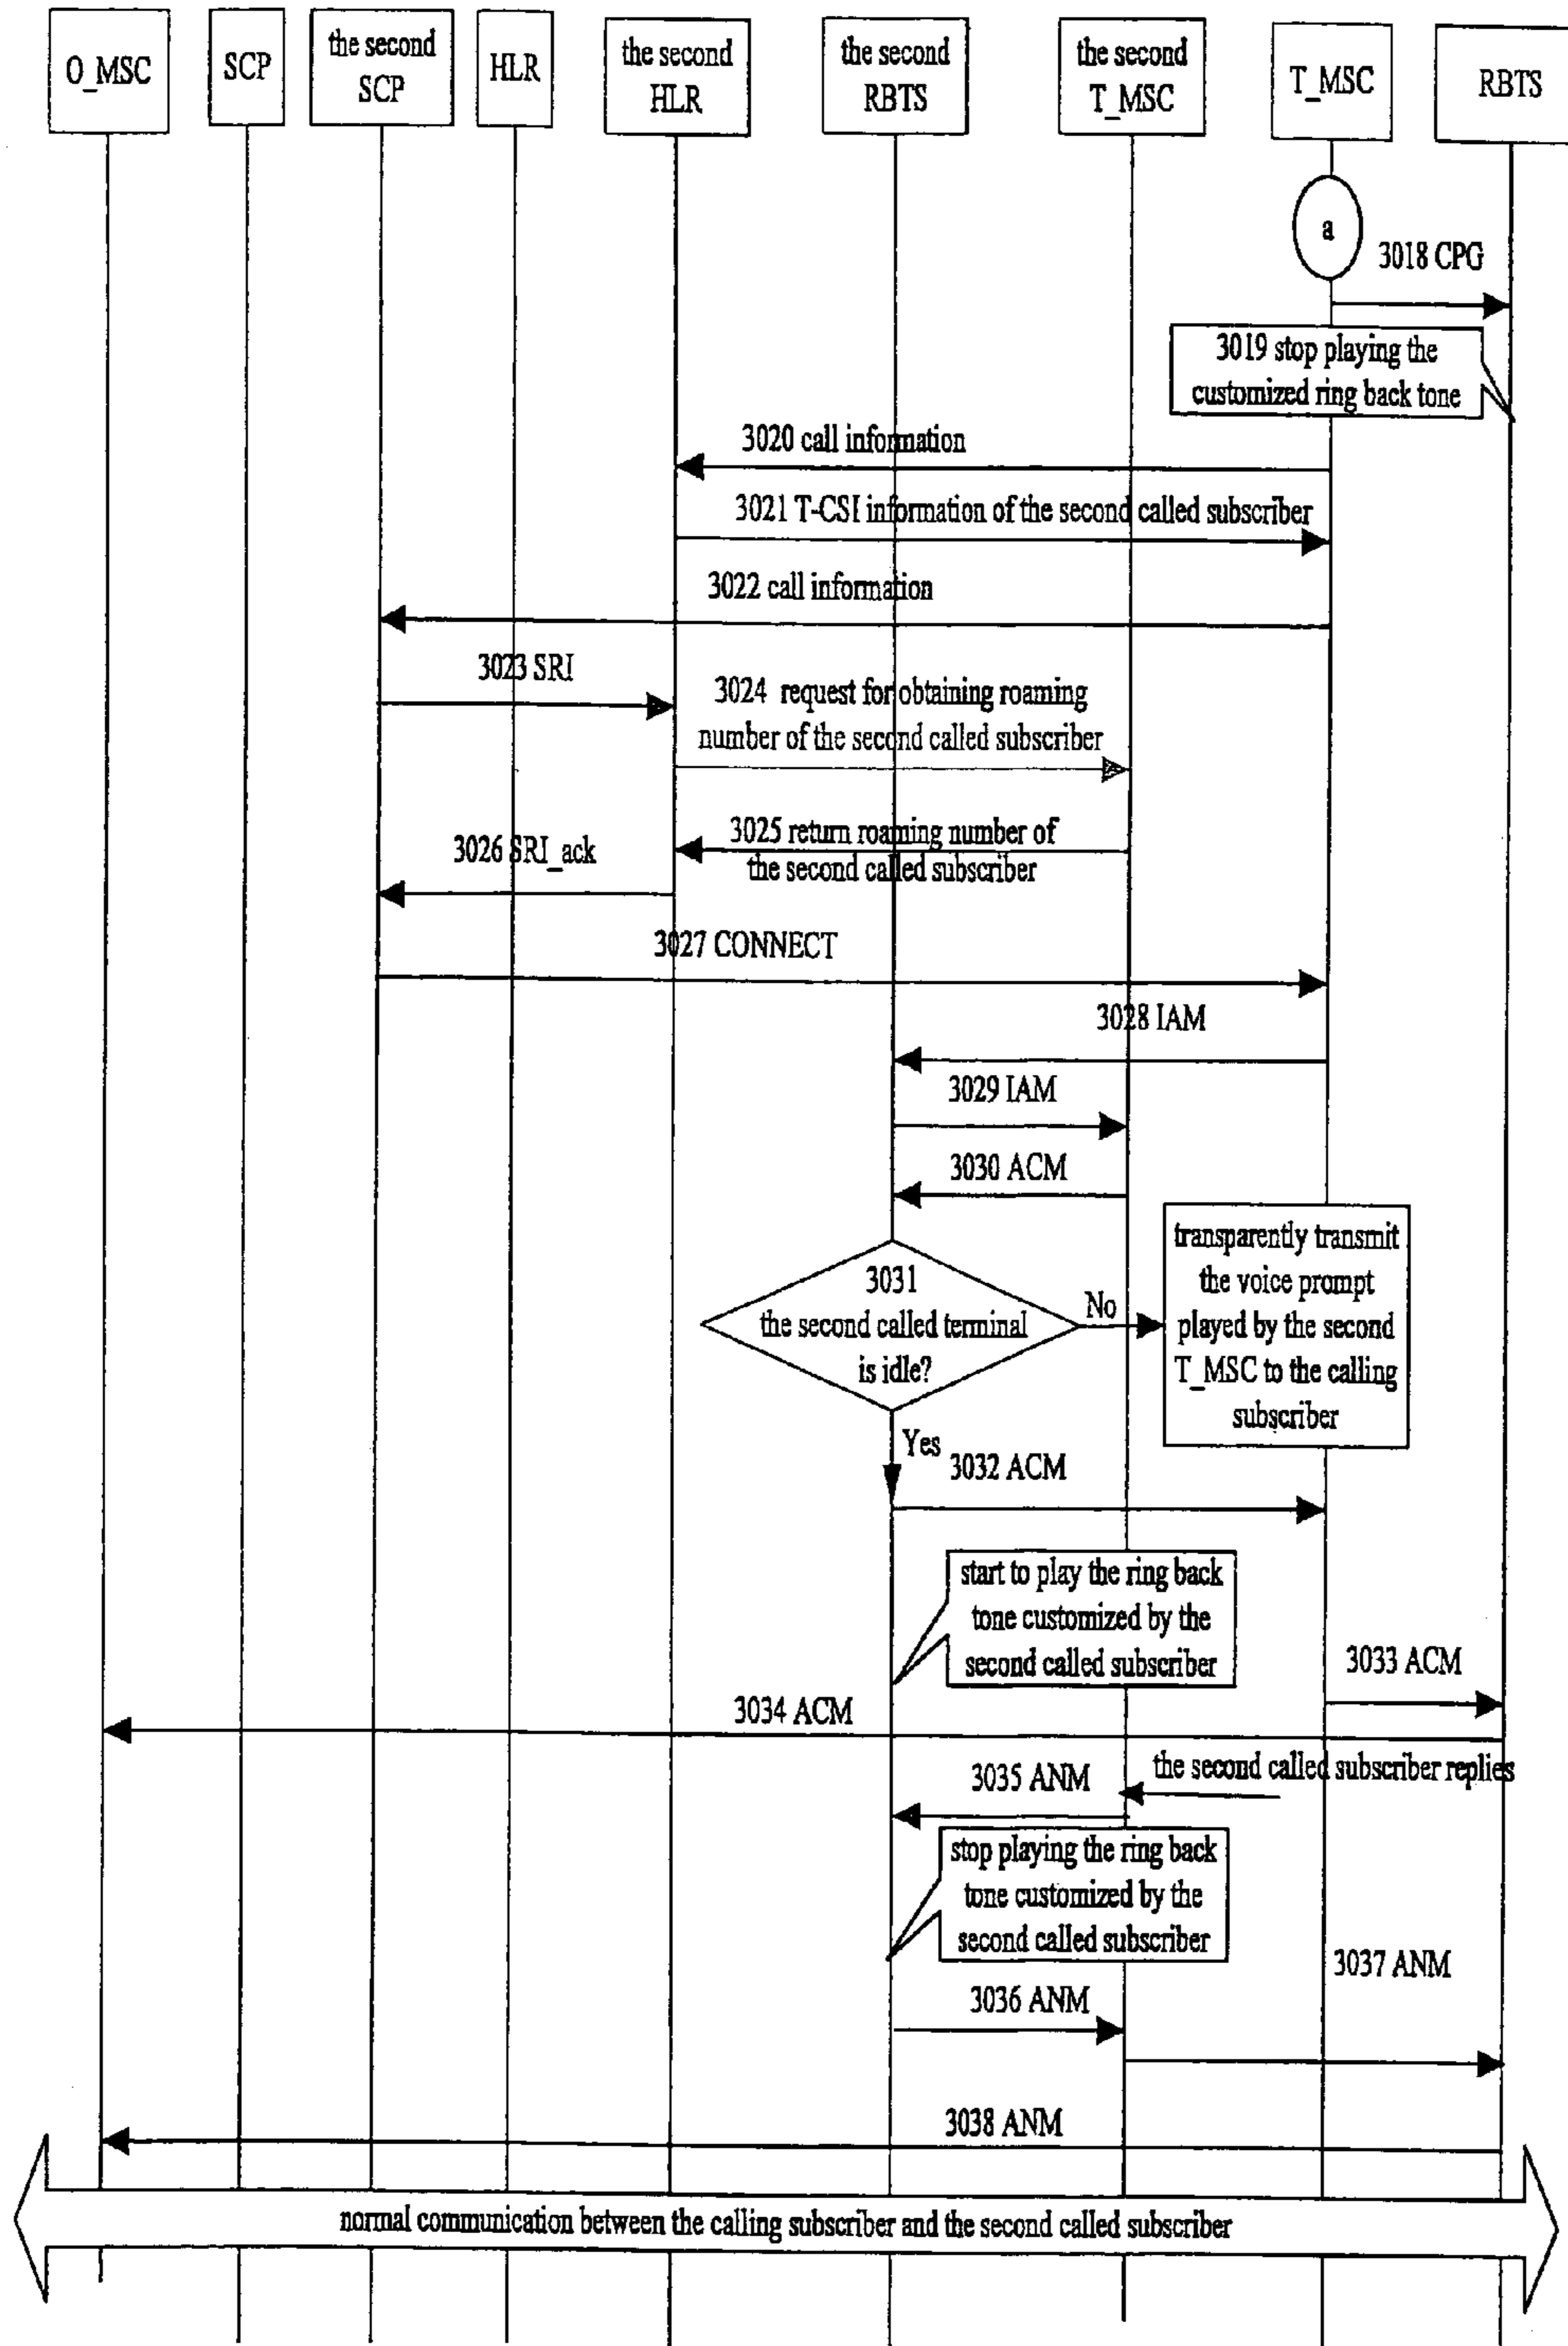 O_MSC
SCP
the second
SCP
HLR
the second
HLR
the second
RBTS
the second
T_MSC
T_MSC
RBTS
a
3018 CPG
3019 stop playing the
customized ring back tone
3020 call information
3021 T-CSI information of the second called subscriber
3022 call information
3023 SRI
3024 request for obtaining roaming
number of the second called subscriber
3025 return roaming number of
the second called subscriber
3026 SRI_ack
3027 CONNECT
3028 IAM
3029 IAM
3030 ACM
3031
the second called terminal
is idle?
No
transparently transmit
the voice prompt
played by the second
T_MSC to the calling
subscriber
Yes
3032 ACM
start to play the ring back
tone customized by the
second called subscriber
3033 ACM
3034 ACM
the second called subscriber replies
3035 ANM
stop playing the ring back
tone customized by the
second called subscriber
3037 ANM
3036 ANM
3038 ANM
normal communication between the calling subscriber and the second called subscriber